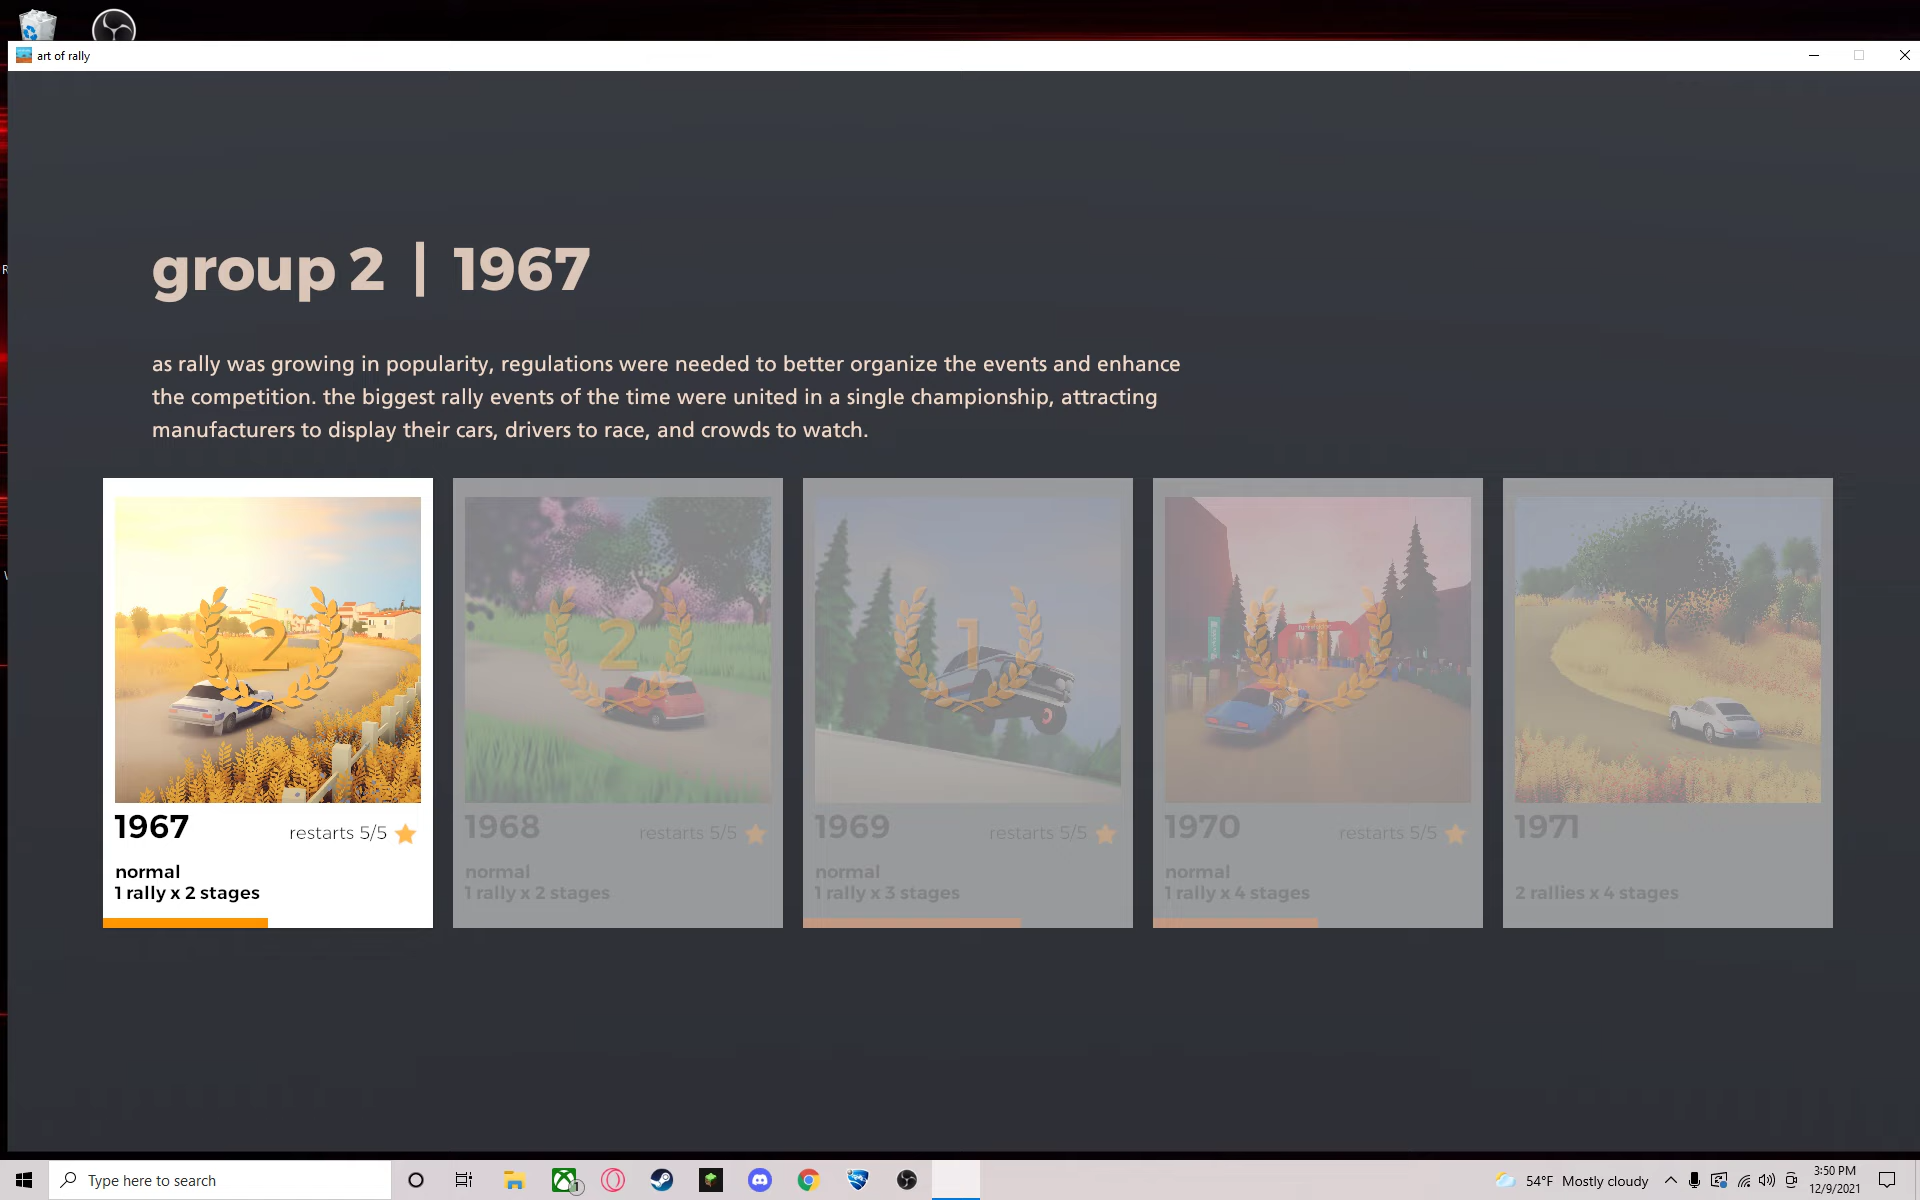 art of rally
R
group 2 | 1967
as rally was growing in popularity, regulations were needed to better organize the events and enhance
the competition. the biggest rally events of the time were united in a single championship, attracting
manufacturers to display their cars, drivers to race, and crowds to watch.
2
1967
restarts 5/5
normal
1 rally x 2 stages
2
1968
restarts 5/5
normal
1 rally x 2 stages
1
1969
restarts 5/5
normal
1 rally x 3 stages
1
1970
restarts 5/5
normal
1 rally x 4 stages
1971
2 rallies x 4 stages
Type here to search
1
54°F Mostly cloudy
3:50 PM
12/9/2021